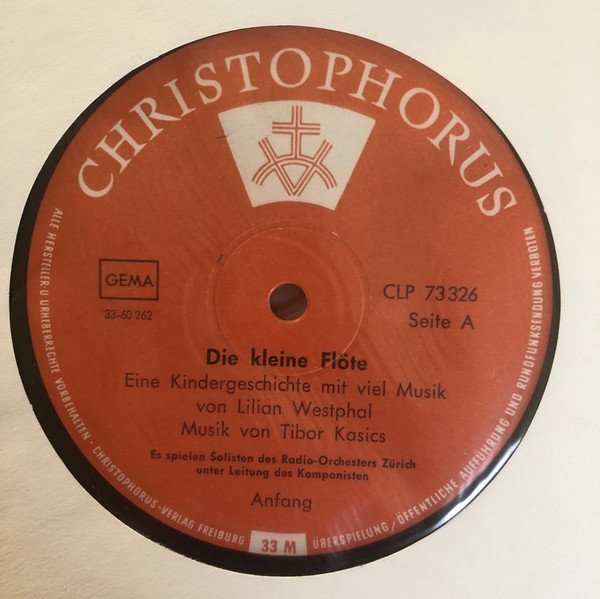 CHRISTOPHORUS
GEMA
33-60 262
CLP 73326
Seite A
Die kleine Flöte
Eine Kindergeschichte mit viel Musik
von Lilian Westphal
Musik von Tibor Kasics
Es spielen Solisten des Radio-Orchesters Zürich
unter Leitung des Komponisten
Anfang
ALLE HERSTELLER U URHEBERRECHTE VORBEHALTEN · CHRISTOPHORUS-VERLAG FREIBURG
33 M
ÜBERSPIELUNG / ÖFFENTLICHE AUFFÜHRUNG UND RUNDFUNKSENDUNG VERBOTEN